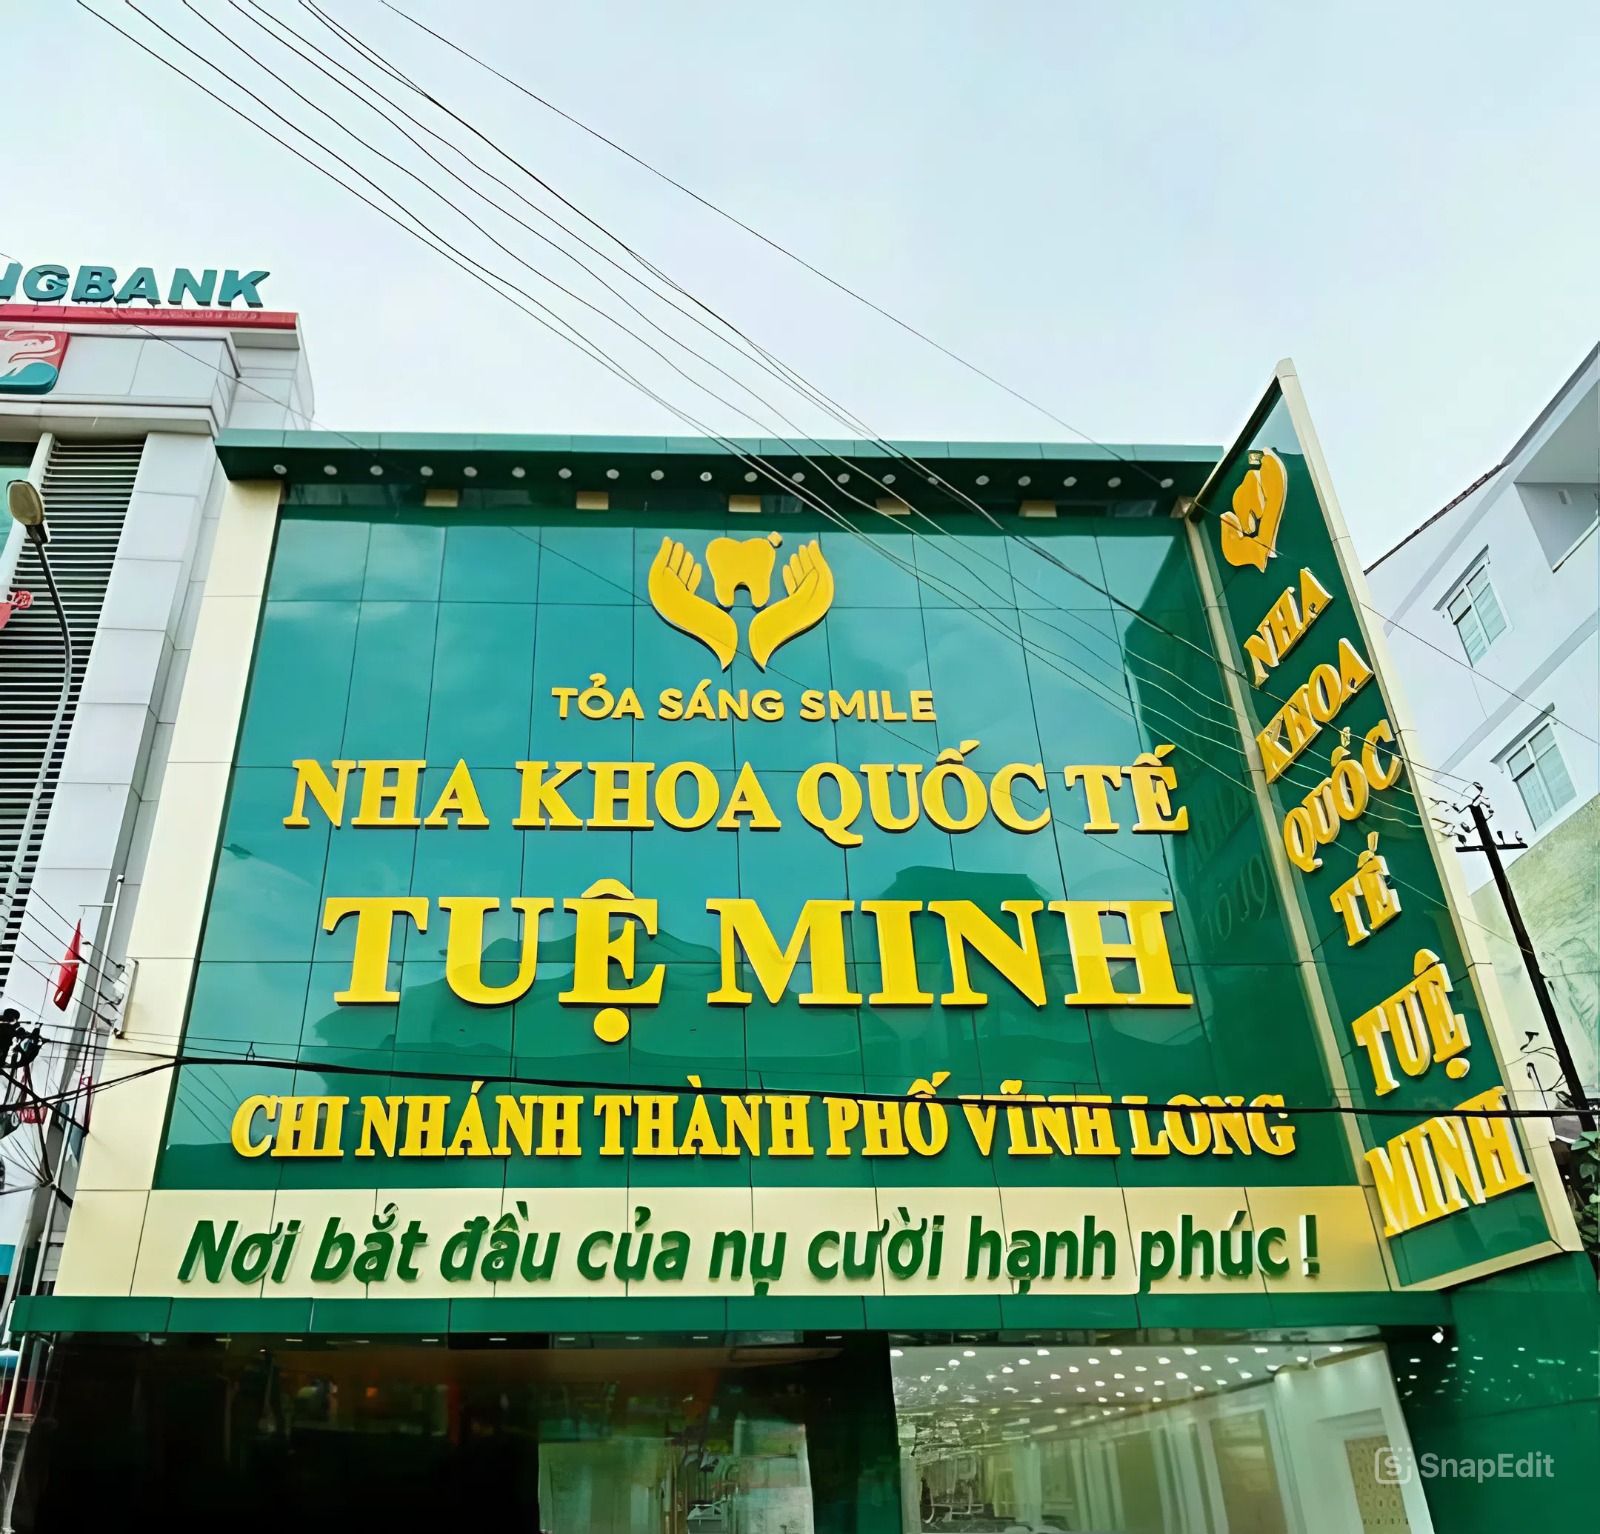 NGBANK
TỎA SÁNG SMILE
NHA KHOA QUỐC TẾ
TUỆ MINH
CHI NHÁNH THÀNH PHỐ VĨNH LONG
Nơi bắt đầu của nụ cười hạnh phúc!
NHA
KHOA
QUỐC
TẾ
TUỆ
MINH
SnapEdit